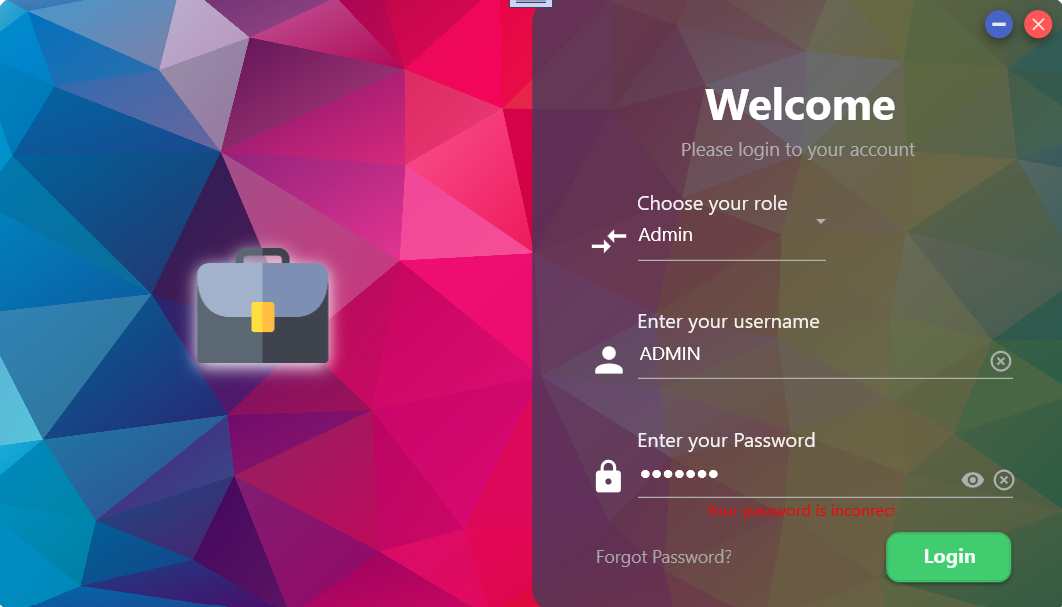 Welcome
Please login to your account
Choose your role
Admin
Enter your username
ADMIN
Enter your Password
•••••••
Your password is inconrect
Forgot Password?
Login